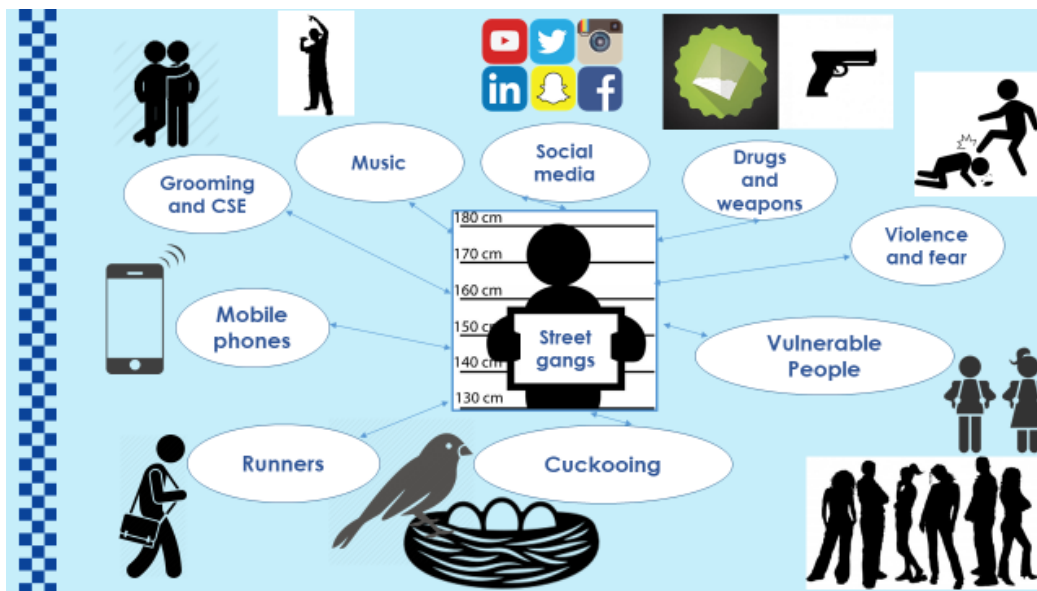 Music
Social
media
Drugs
and
weapons
Grooming
and CSE
Violence
and fear
in
f
180 cm
170 cm
160 cm
150 c
140 cm
130 cm
Street
gangs
Mobile
phones
Vulnerable
People
Runners
Cuckooing